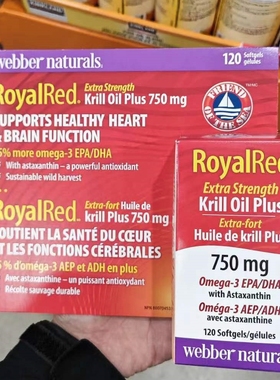 webber naturals.
120 Softgels
gélules
RoyalRed.
Extra Strength
Krill Oil Plus 750 mg
SUPPORTS HEALTHY HEART
& BRAIN FUNCTION
5% more omega-3 EPA/DHA
With astaxanthin – a powerful antioxidant
Sustainable wild harvest
FRIEND
OF THE SEA
RoyalRed.
Extra-fort Huile de
krill plus 750 mg
SOUTIENT LA SANTÉ DU CŒUR
ET LES FONCTIONS CÉRÉBRALES
5 % d'oméga-3 AEP et ADH en plus
Avec astaxanthine – un puissant antioxydant
Récolte sauvage durable
RoyalRed
Extra Strength
Krill Oil Plus
Extra-fort
Huile de krill Plus
750 mg
Omega-3 EPA/DHA
with Astaxanthin
Oméga-3 AEP/ADH
avec astaxanthine
120 Softgels/gélules
webber naturals